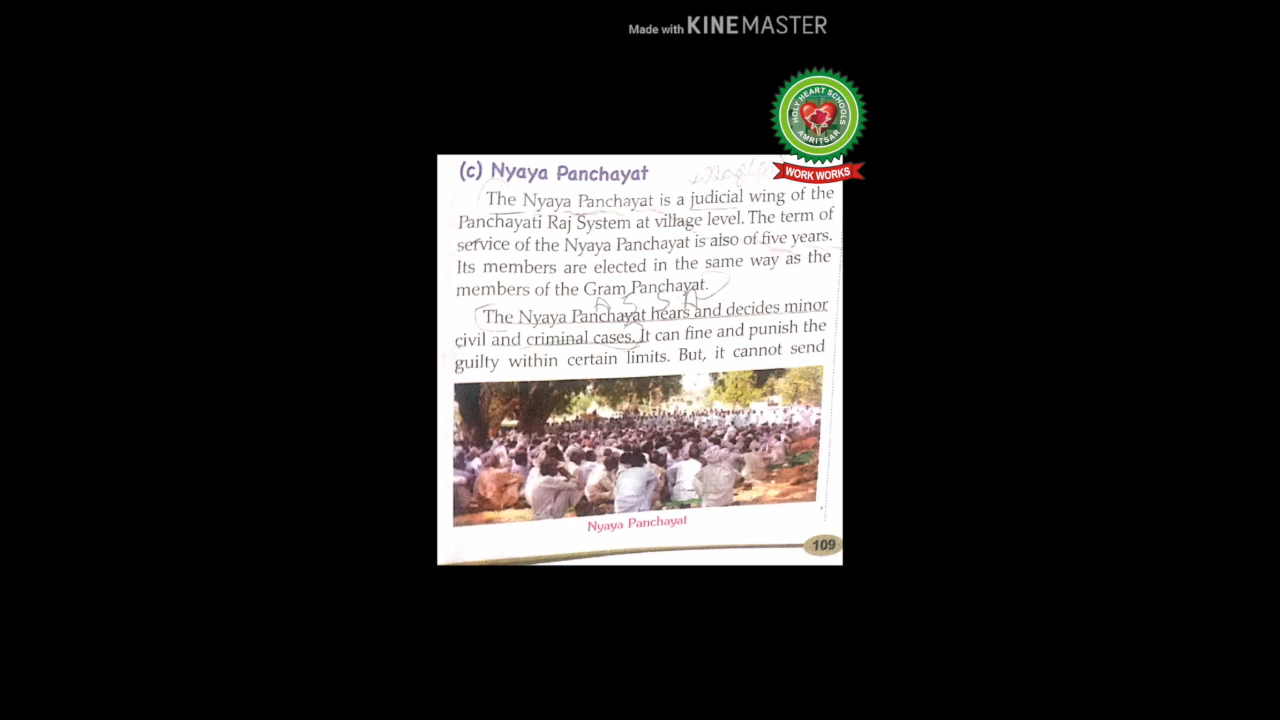 Made with KINEMASTER
HOLY HEART SCHOOLS
AMRITSAR
WORK WORKS
(c) Nyaya Panchayat
The Nyaya Panchayat is a judicial wing of the
Panchayati Raj System at village level. The term of
service of the Nyaya Panchayat is also of five years.
Its members are elected in the same way as the
members of the Gram Panchayat.
The Nyaya Panchayat hears and decides minor
civil and criminal cases. It can fine and punish the
guilty within certain limits. But, it cannot send
Nyaya Panchayat
109